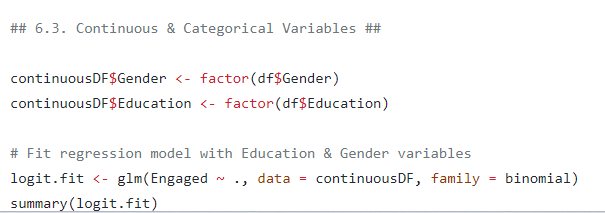 ## 6.3. Continuous & Categorical Variables ##
continuousDF$Gender <- factor(df$Gender)
continuousDF$Education <- factor(df$Education)
# Fit regression model with Education & Gender variables
logit.fit <- glm(Engaged ~ ., data = continuousDF, family = binomial)
summary(logit.fit)